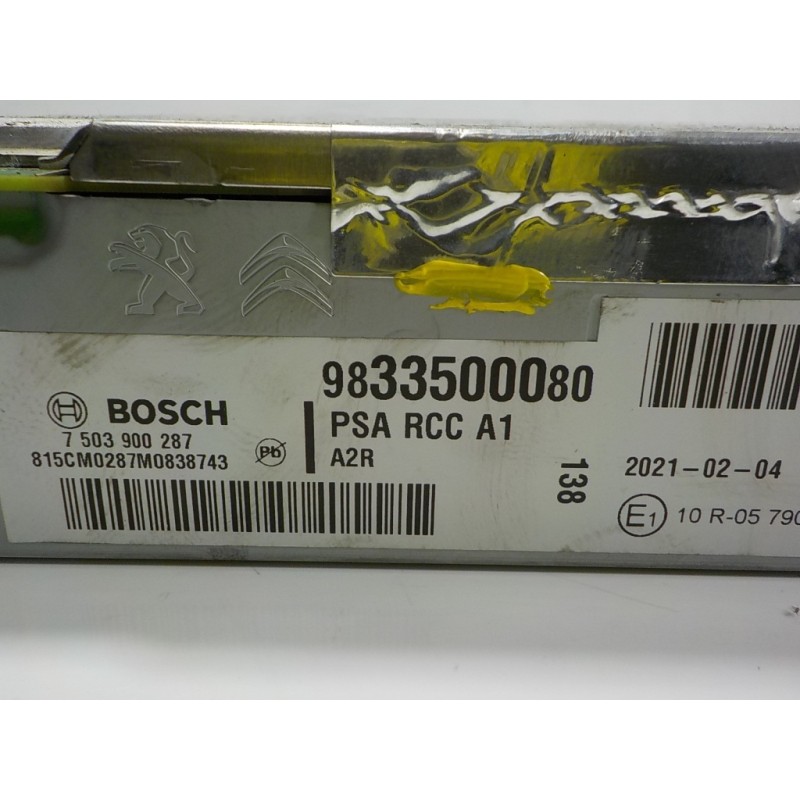 BOSCH
7 503 900 287
815CM0287M0838743
Pb
9833500080
PSA RCC A1
A2R
138
2021-02-04
E1 10 R-05 790